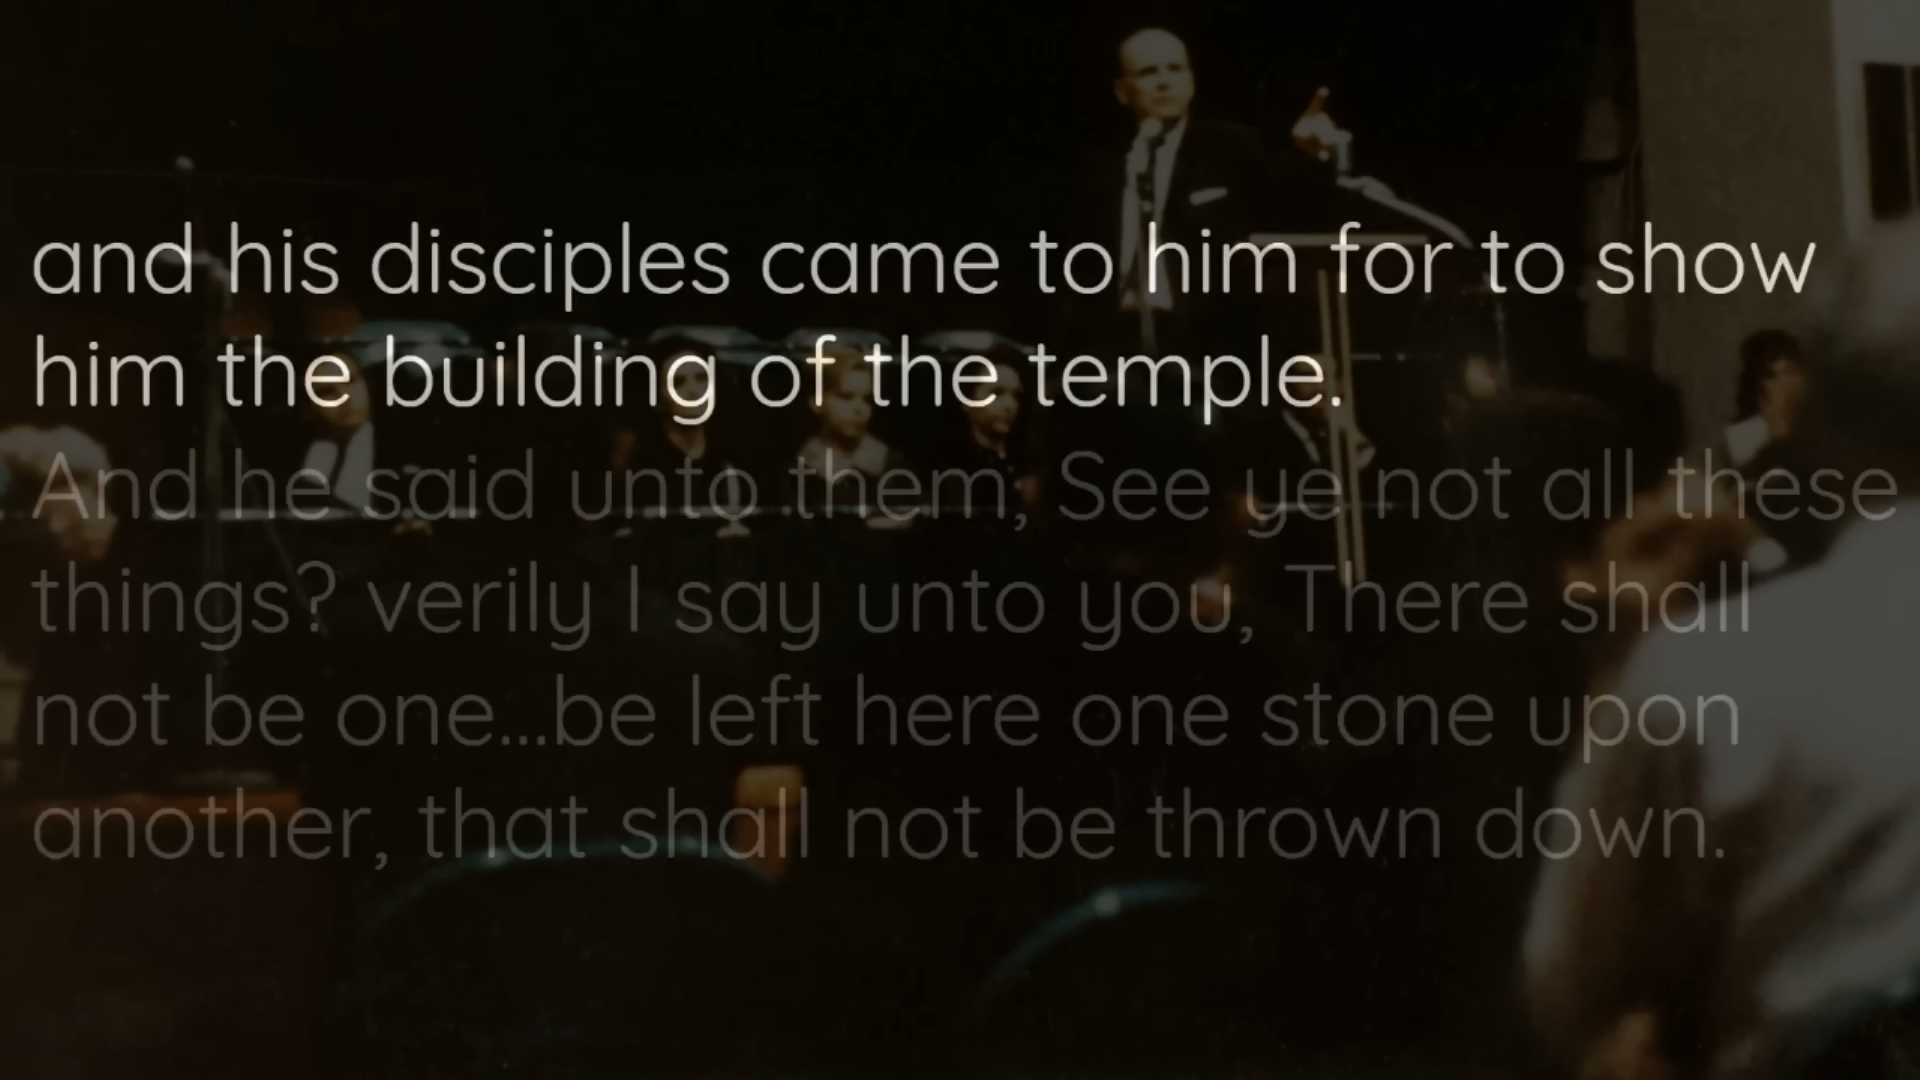 and his disciples came to him for to show
him the building of the temple.
And he said unto them, See ye not all these
things? verily I say unto you, There shall
not be one...be left here one stone upon
another, that shall not be thrown down.